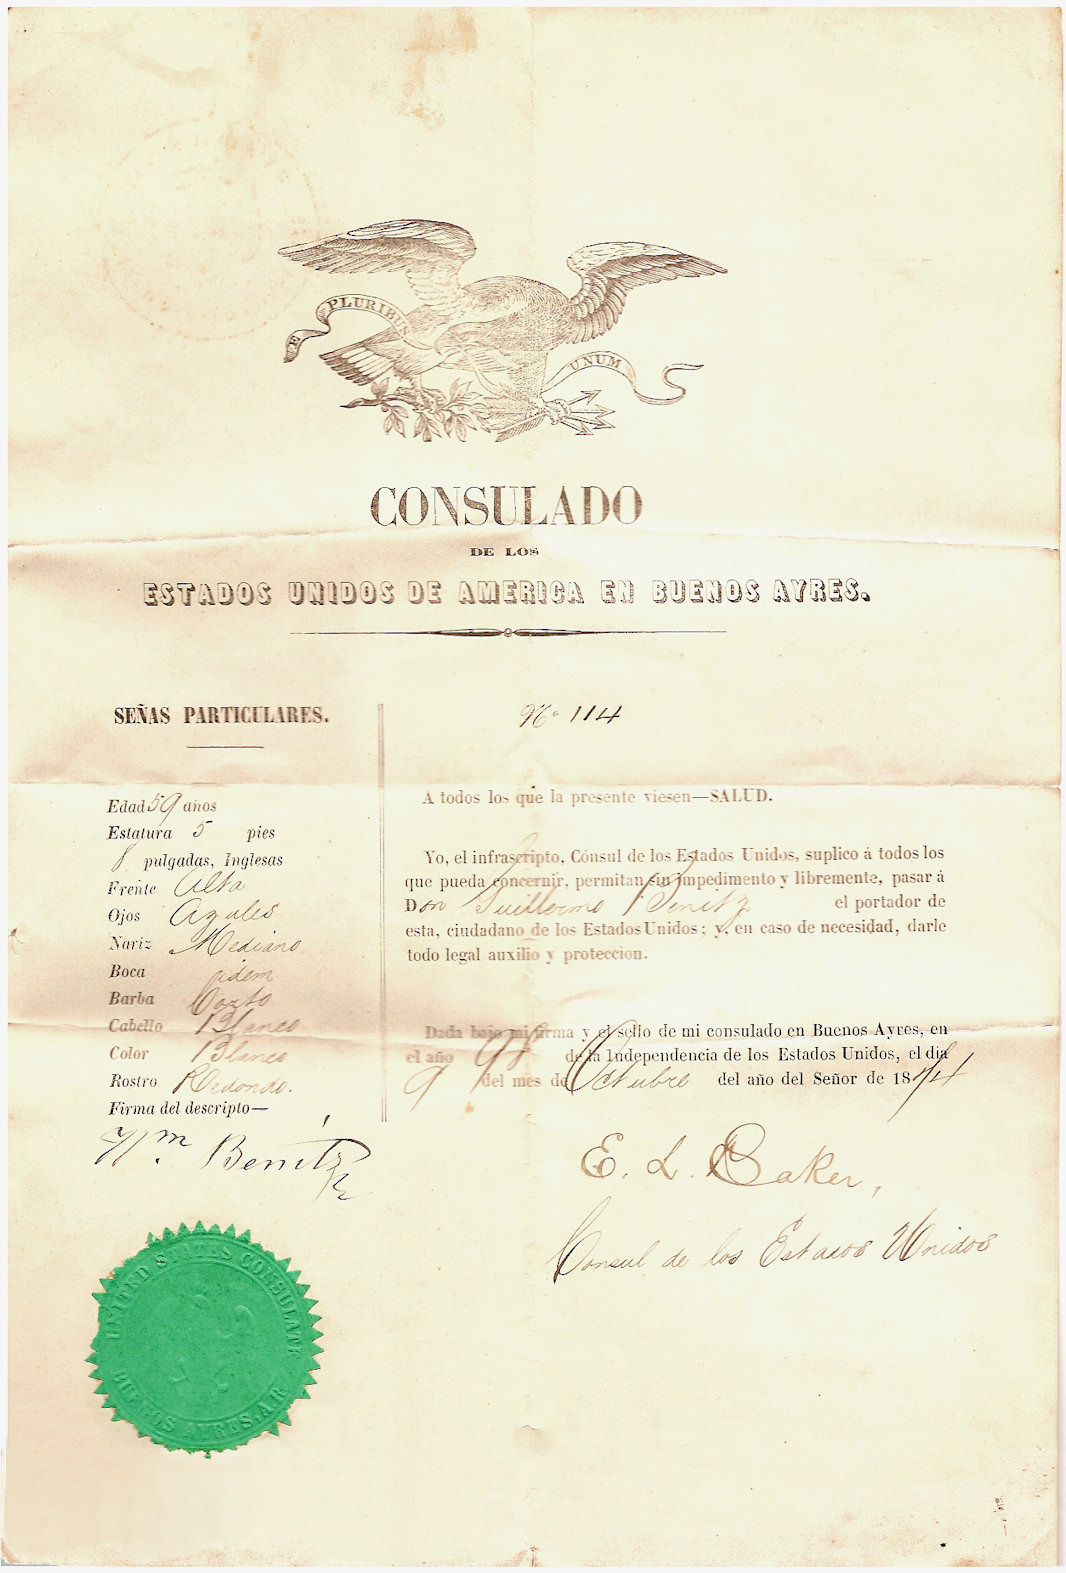 E PLURIBUS UNUM
CONSULADO
DE LOS
ESTADOS UNIDOS DE AMERICA EN BUENOS AYRES.
SEÑAS PARTICULARES.
Edad 59 años
Estatura 5 pies
8 pulgadas, Inglesas
Frente Alta
Ojos Azules
Nariz Mediano
Boca idem
Barba Corto
Cabello Blanco
Color Blanco
Rostro Redondo.
Firma del descripto—
Wm. Benitz
Nº 114
A todos los que la presente viesen—SALUD.
Yo, el infrascripto, Cónsul de los Estados Unidos, suplico á todos los
que pueda concernir, permitan sin impedimento y libremente, pasar á
Don Guillermo Benitz el portador de
esta, ciudadano de los Estados Unidos; y, en caso de necesidad, darle
todo legal auxilio y proteccion.
Dada bajo mi firma y el sello de mi consulado en Buenos Ayres, en
el año 98 de la Independencia de los Estados Unidos, el dia
9 del mes de Octubre del año del Señor de 1874
E. L. Baker,
Consul de los Estados Unidos
UNITED STATES CONSULATE
BUENOS AYRES. A.R.